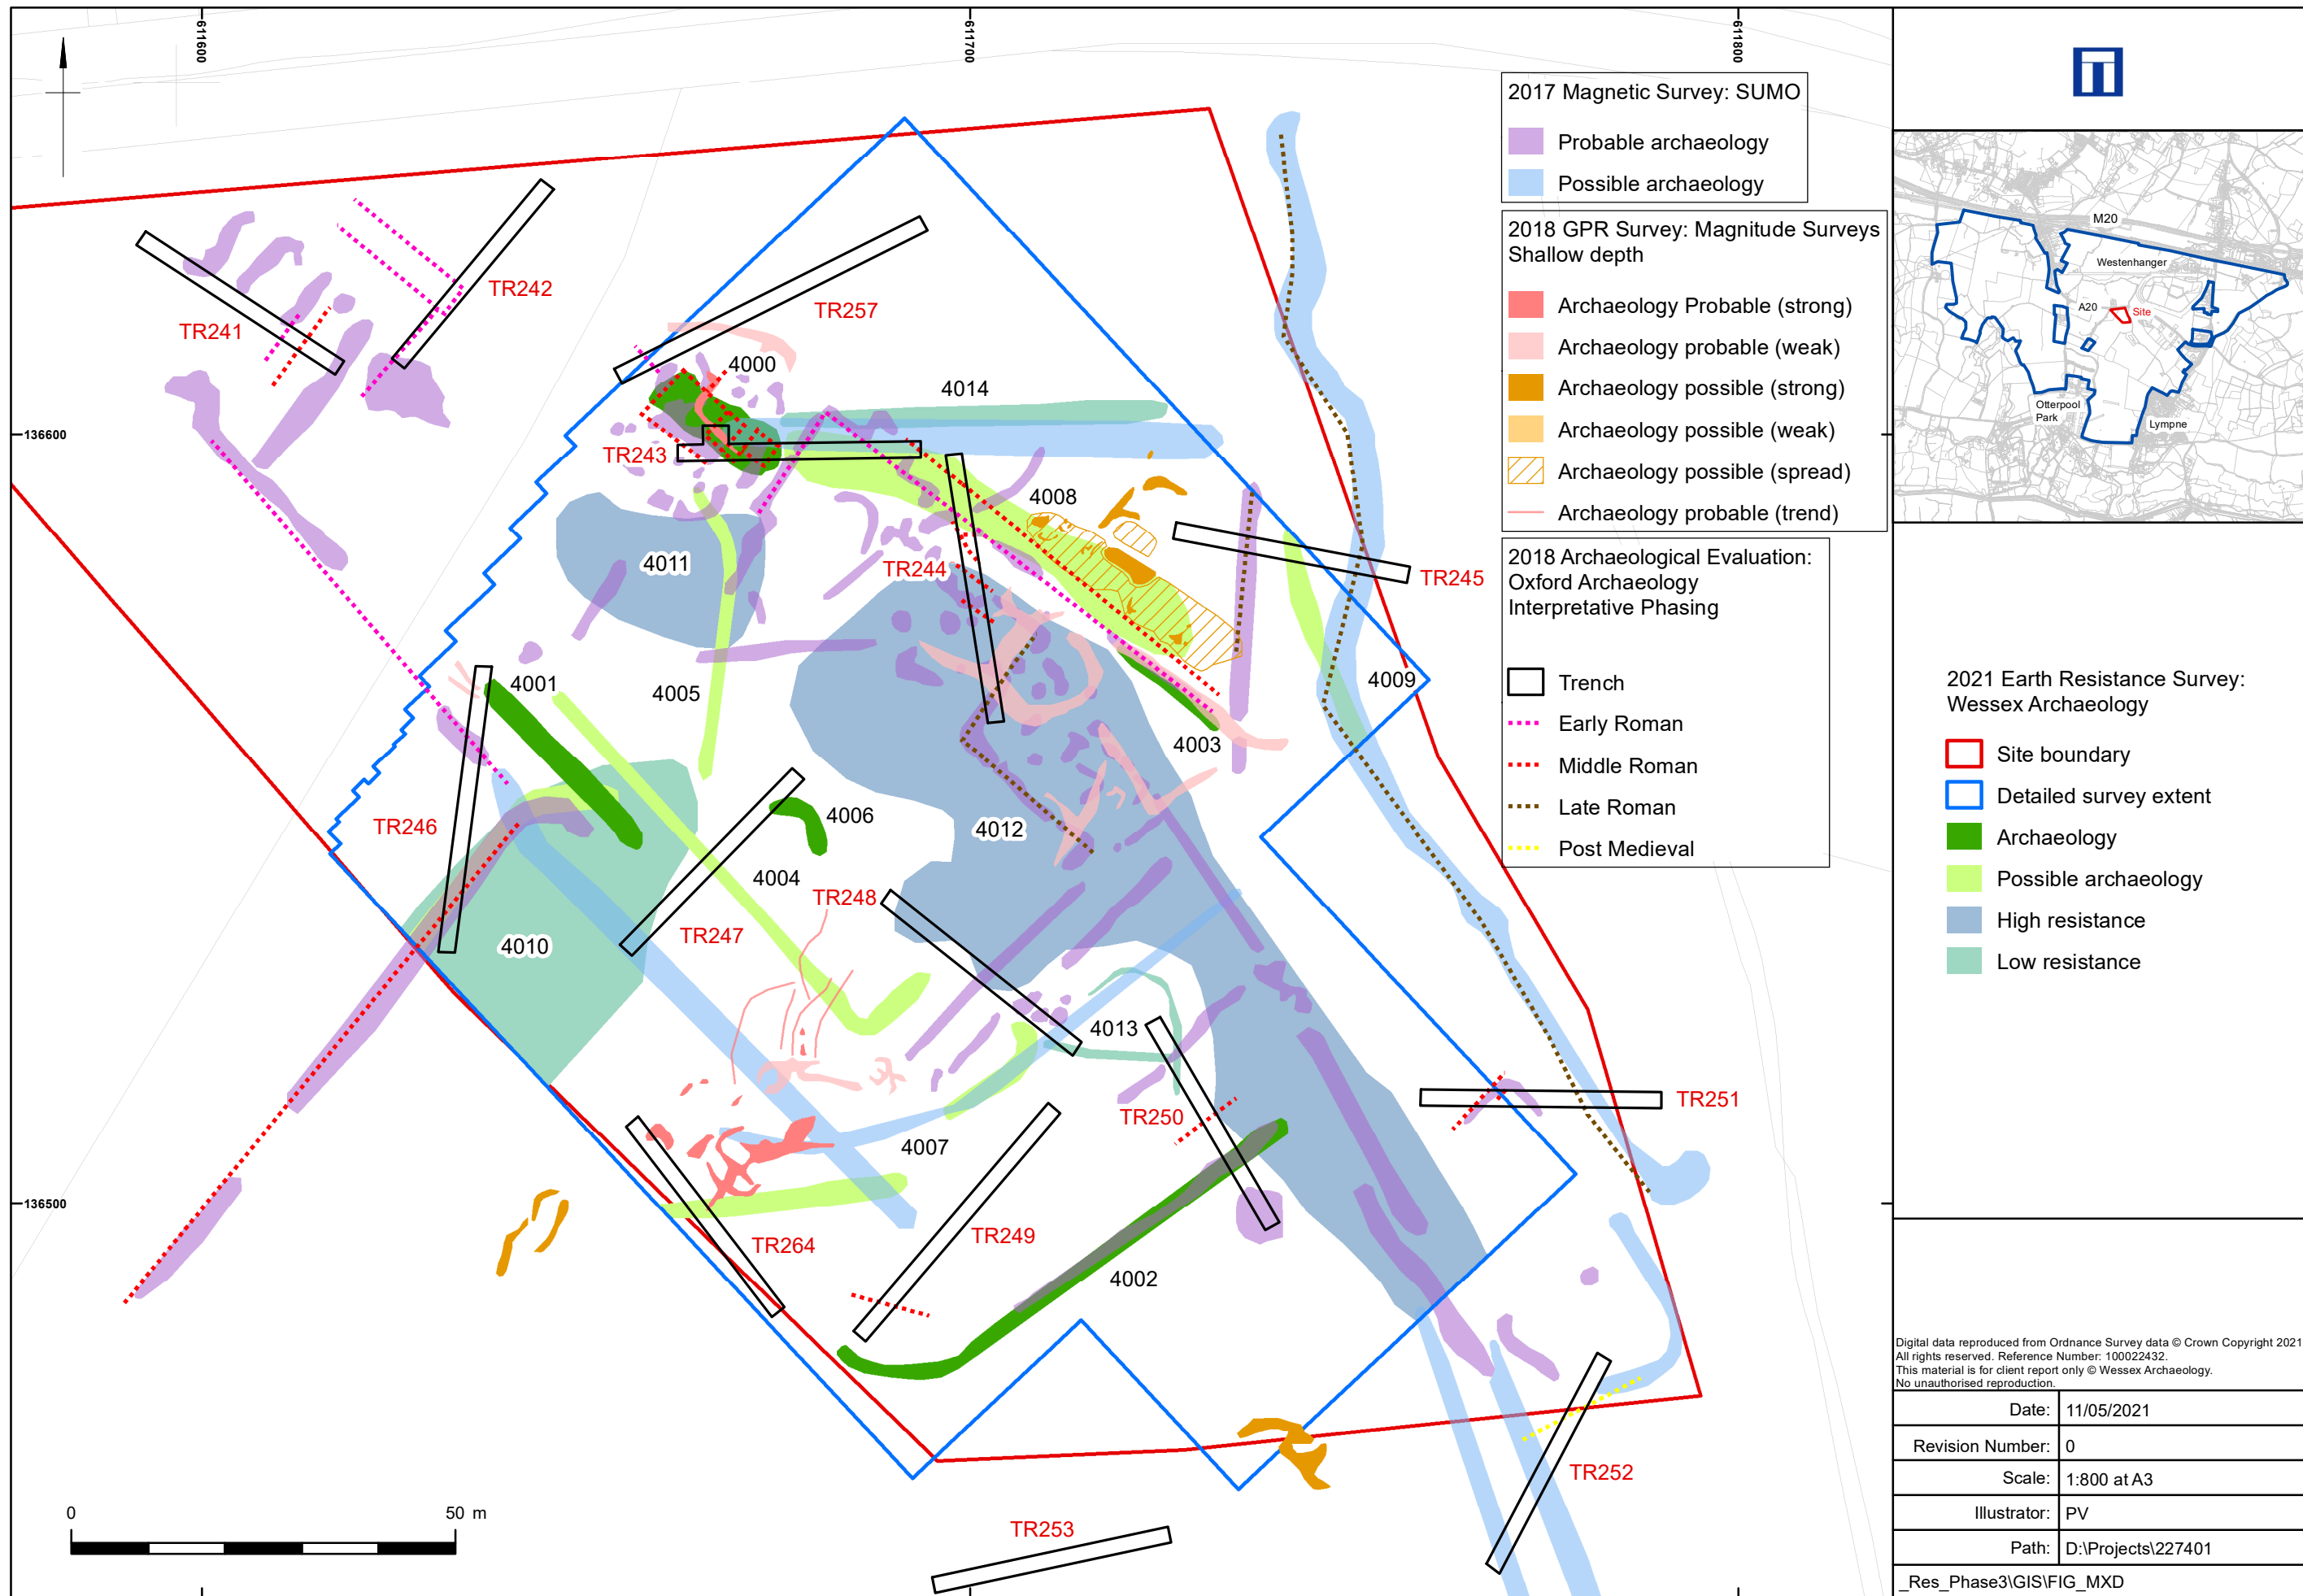 611600
611700
611800
136600
136500
TR241
TR242
TR257
4000
4014
TR243
4008
4011
TR244
TR245
4001
4005
4009
4003
TR246
4006
4012
4004
TR248
TR247
4010
4013
TR250
TR251
4007
TR264
TR249
4002
TR252
TR253
0
50 m
2017 Magnetic Survey: SUMO
Probable archaeology
Possible archaeology
2018 GPR Survey: Magnitude Surveys
Shallow depth
Archaeology Probable (strong)
Archaeology probable (weak)
Archaeology possible (strong)
Archaeology possible (weak)
Archaeology possible (spread)
Archaeology probable (trend)
2018 Archaeological Evaluation:
Oxford Archaeology
Interpretative Phasing
Trench
Early Roman
Middle Roman
Late Roman
Post Medieval
M20
Westenhanger
A20
Site
Otterpool
Park
Lympne
2021 Earth Resistance Survey:
Wessex Archaeology
Site boundary
Detailed survey extent
Archaeology
Possible archaeology
High resistance
Low resistance
Digital data reproduced from Ordnance Survey data © Crown Copyright 2021
All rights reserved. Reference Number: 100022432.
This material is for client report only © Wessex Archaeology.
No unauthorised reproduction.
Date: 11/05/2021
Revision Number: 0
Scale: 1:800 at A3
Illustrator: PV
Path: D:\Projects\227401
_Res_Phase3\GIS\FIG_MXD